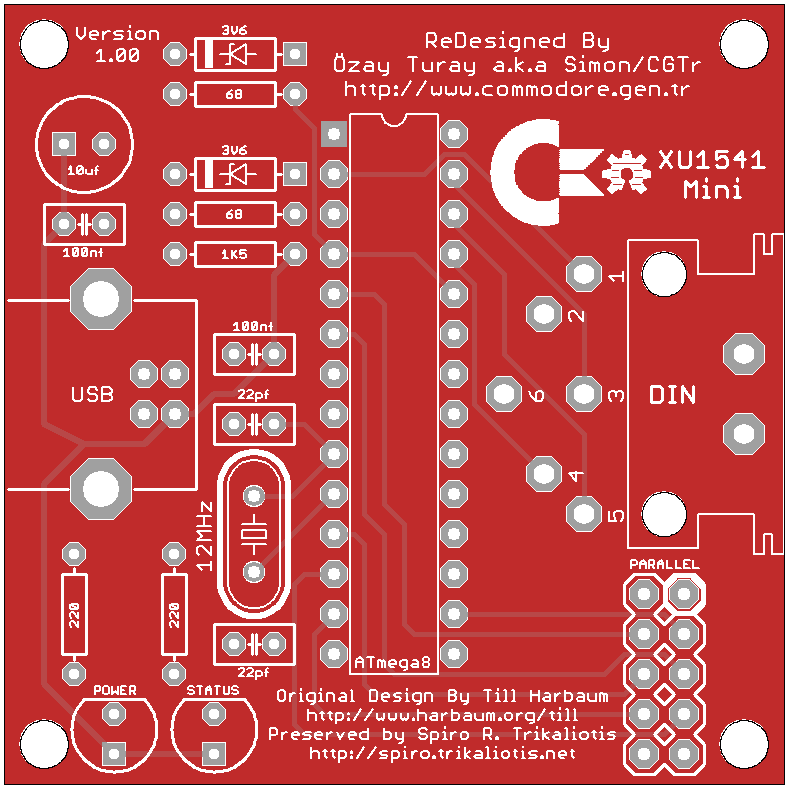 Version
1.00
3V6
68
ReDesigned By
Özay Turay a.k.a Simon/CGTr
http://www.commodore.gen.tr
10uf
3V6
68
1K5
100nt
XU1541
Mini
1
2
3
6
4
5
DIN
USB
100nt
22pf
12MHz
220
220
22pf
ATmega8
PARALLEL
POWER
STATUS
Original Design By Till Harbaum
http://www.harbaum.org/till
Preserved by Spiro R. Trikaliotis
http://spiro.trikaliotis.net